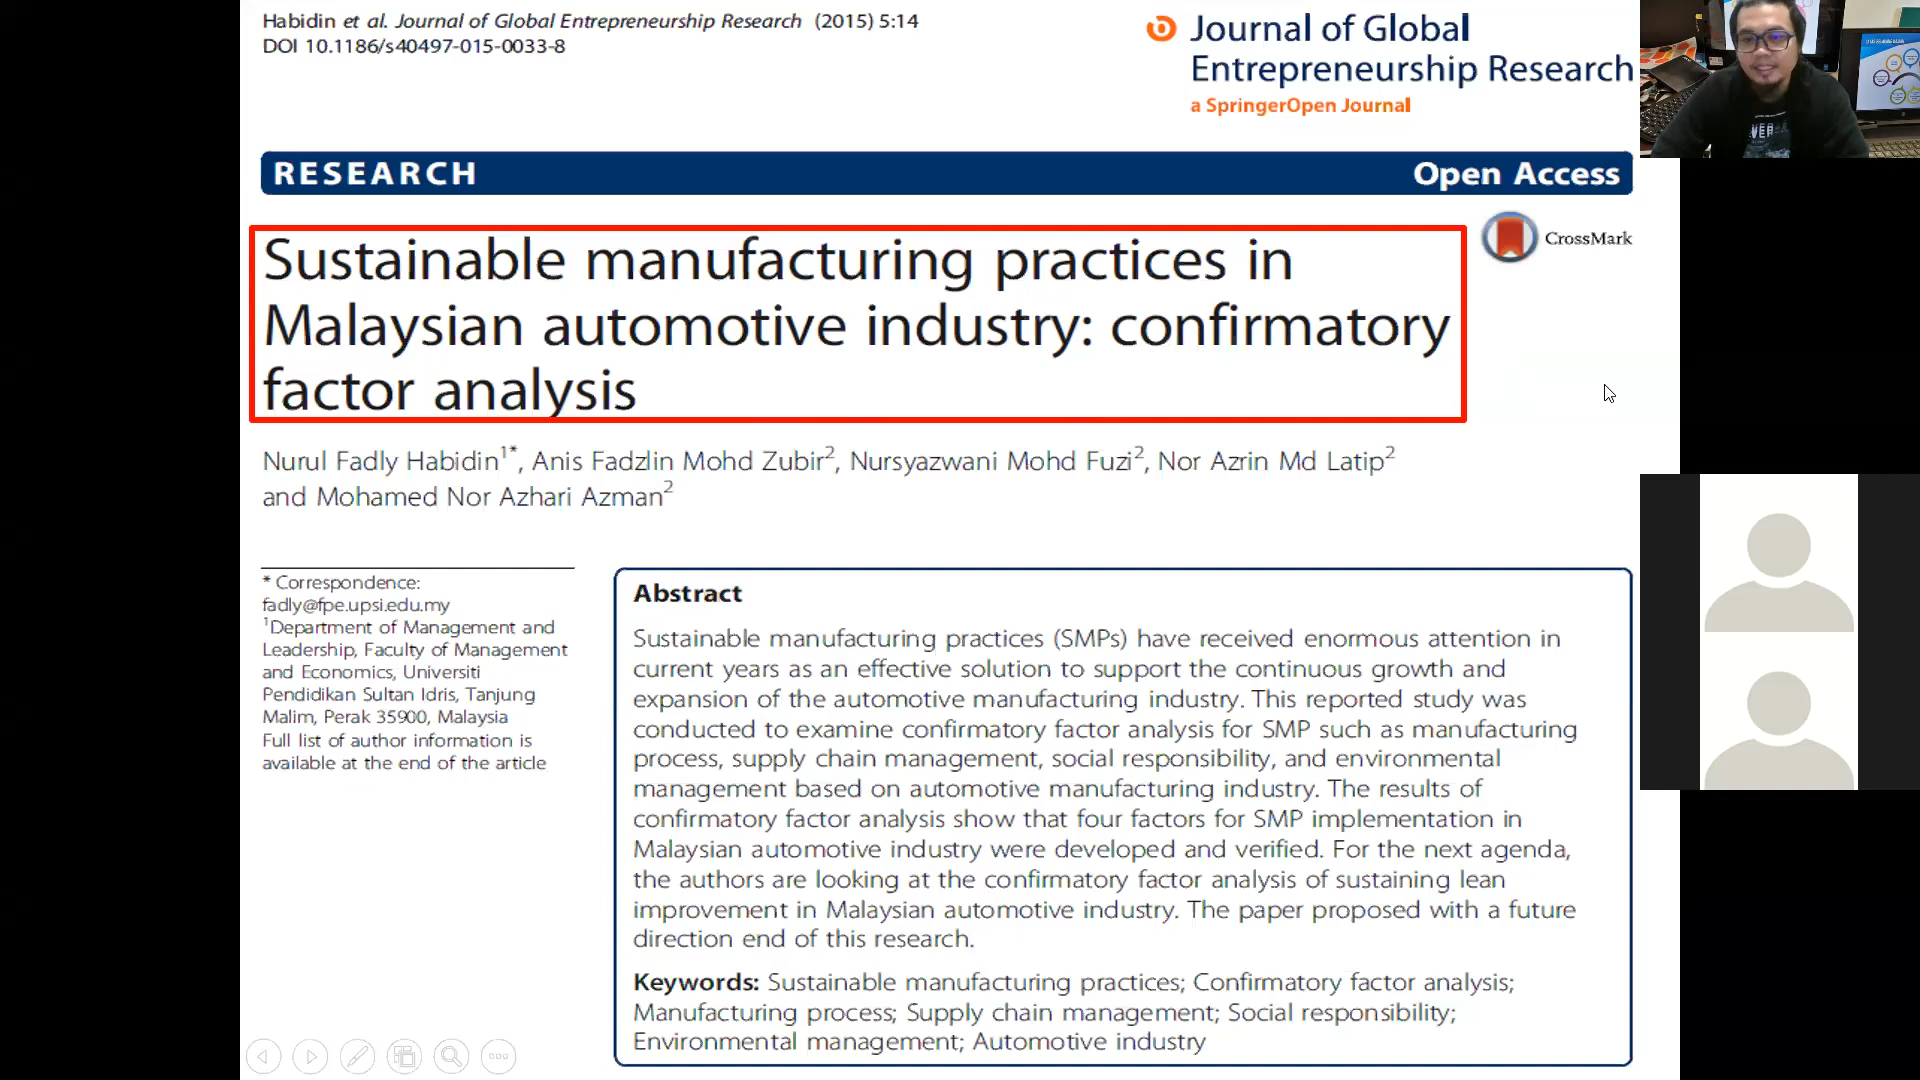 Habidin et al. Journal of Global Entrepreneurship Research (2015) 5:14
DOI 10.1186/s40497-015-0033-8
Journal of Global
Entrepreneurship Research
a SpringerOpen Journal
RESEARCH
Open Access
Sustainable manufacturing practices in
Malaysian automotive industry: confirmatory
factor analysis
CrossMark
Nurul Fadly Habidin1*, Anis Fadzlin Mohd Zubir2, Nursyazwani Mohd Fuzi2, Nor Azrin Md Latip2
and Mohamed Nor Azhari Azman2
* Correspondence:
fadly@fpe.upsi.edu.my
1Department of Management and
Leadership, Faculty of Management
and Economics, Universiti
Pendidikan Sultan Idris, Tanjung
Malim, Perak 35900, Malaysia
Full list of author information is
available at the end of the article
Abstract
Sustainable manufacturing practices (SMPs) have received enormous attention in
current years as an effective solution to support the continuous growth and
expansion of the automotive manufacturing industry. This reported study was
conducted to examine confirmatory factor analysis for SMP such as manufacturing
process, supply chain management, social responsibility, and environmental
management based on automotive manufacturing industry. The results of
confirmatory factor analysis show that four factors for SMP implementation in
Malaysian automotive industry were developed and verified. For the next agenda,
the authors are looking at the confirmatory factor analysis of sustaining lean
improvement in Malaysian automotive industry. The paper proposed with a future
direction end of this research.
Keywords: Sustainable manufacturing practices; Confirmatory factor analysis;
Manufacturing process; Supply chain management; Social responsibility;
Environmental management; Automotive industry